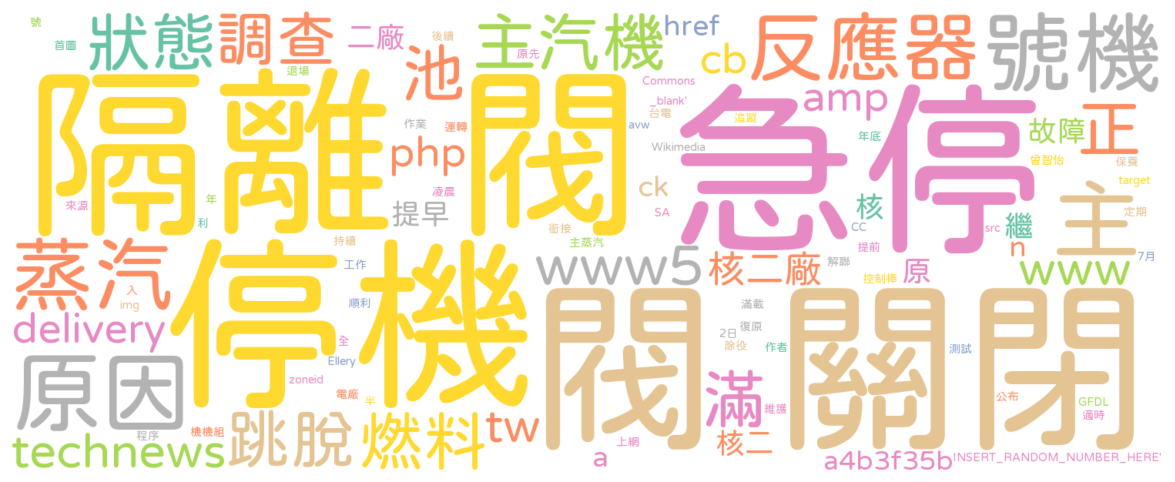 號
首圖
狀態
調查
退場
二廠
後續
池
主汽機
原先
href
Commons
cb
反應器
號機
隔離
閥
急停
_blank'
avw
台電
Wikimedia
amp
追蹤
年底
故障
正
曾智怡
保養
target
作業
運轉
php
凌晨
提早
ck
SA
核
CC
繼
src
n
主
定期
7月
來源
年
利
持續
銜接
主蒸汽
提前
蒸汽
停機
工作
入
img
順利
www5
核二廠
解聯
控制棒
原
www
delivery
全
Ellery
zoneid
閥
滿載
復原
2日
除役
作者
關閉
測試
原因
電廠
半
滿
維護
公布
GFDL
適時
程序
機機組
跳脫
燃料
tw
上網
核二
technews
a
a4b3f35b
INSERT_RANDOM_NUMBER_HERE'